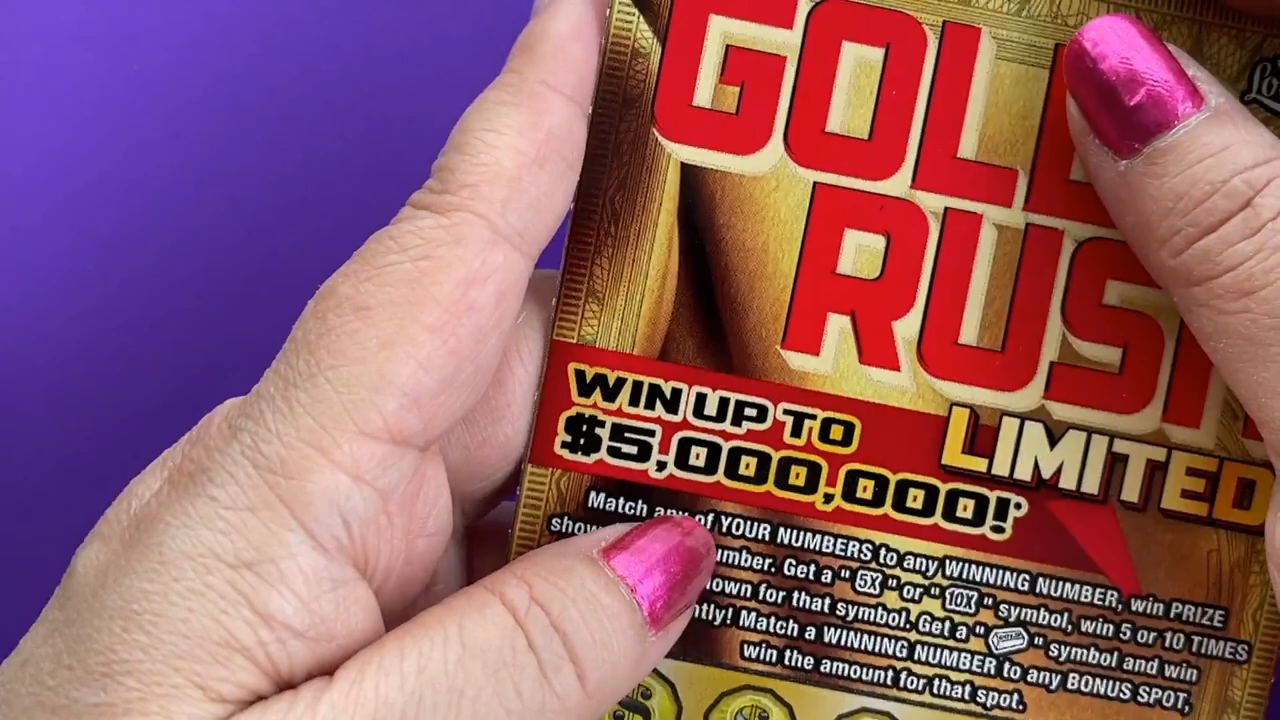 GOLD
RUSH
LIMITED
WIN UP TO
$5,000,000!
Match any of YOUR NUMBERS to any WINNING NUMBER, win PRIZE
umber. Get a "5X" or "10X" symbol, win 5 or 10 TIMES
own for that symbol. Get a " " symbol and win
ntly! Match a WINNING NUMBER to any BONUS SPOT,
win the amount for that spot.